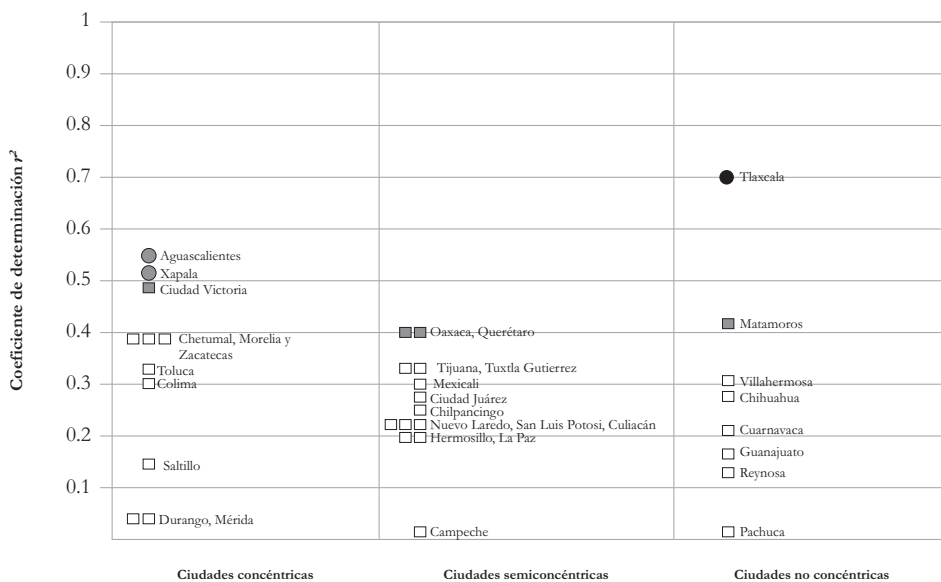 Coeficiente de determinación r²
1
0.9
0.8
0.7
0.6
0.5
0.4
0.3
0.2
0.1
Aguascalientes
Xapala
Ciudad Victoria
Chetumal, Morelia y
Zacatecas
Toluca
Colima
Saltillo
Durango, Mérida
Oaxaca, Querétaro
Tijuana, Tuxtla Gutierrez
Mexicali
Ciudad Juárez
Chilpancingo
Nuevo Laredo, San Luis Potosi, Culiacán
Hermosillo, La Paz
Campeche
Tlaxcala
Matamoros
Villahermosa
Chihuahua
Cuarnavaca
Guanajuato
Reynosa
Pachuca
Ciudades concéntricas
Ciudades semiconcéntricas
Ciudades no concéntricas